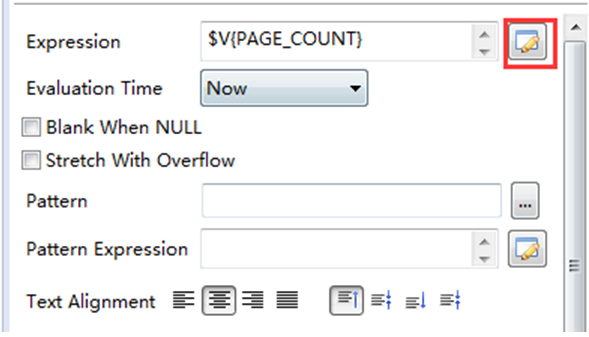 Expression $V{PAGE_COUNT}
Evaluation Time Now
Blank When NULL
Stretch With Overflow
Pattern ...
Pattern Expression
Text Alignment